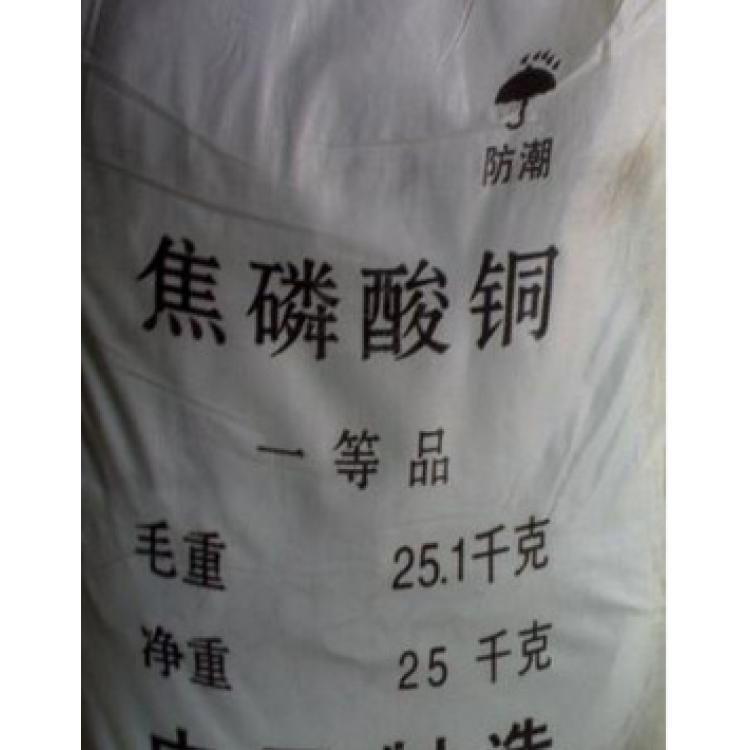 防潮
焦磷酸铜
一等品
毛重 25.1千克
净重 25 千克